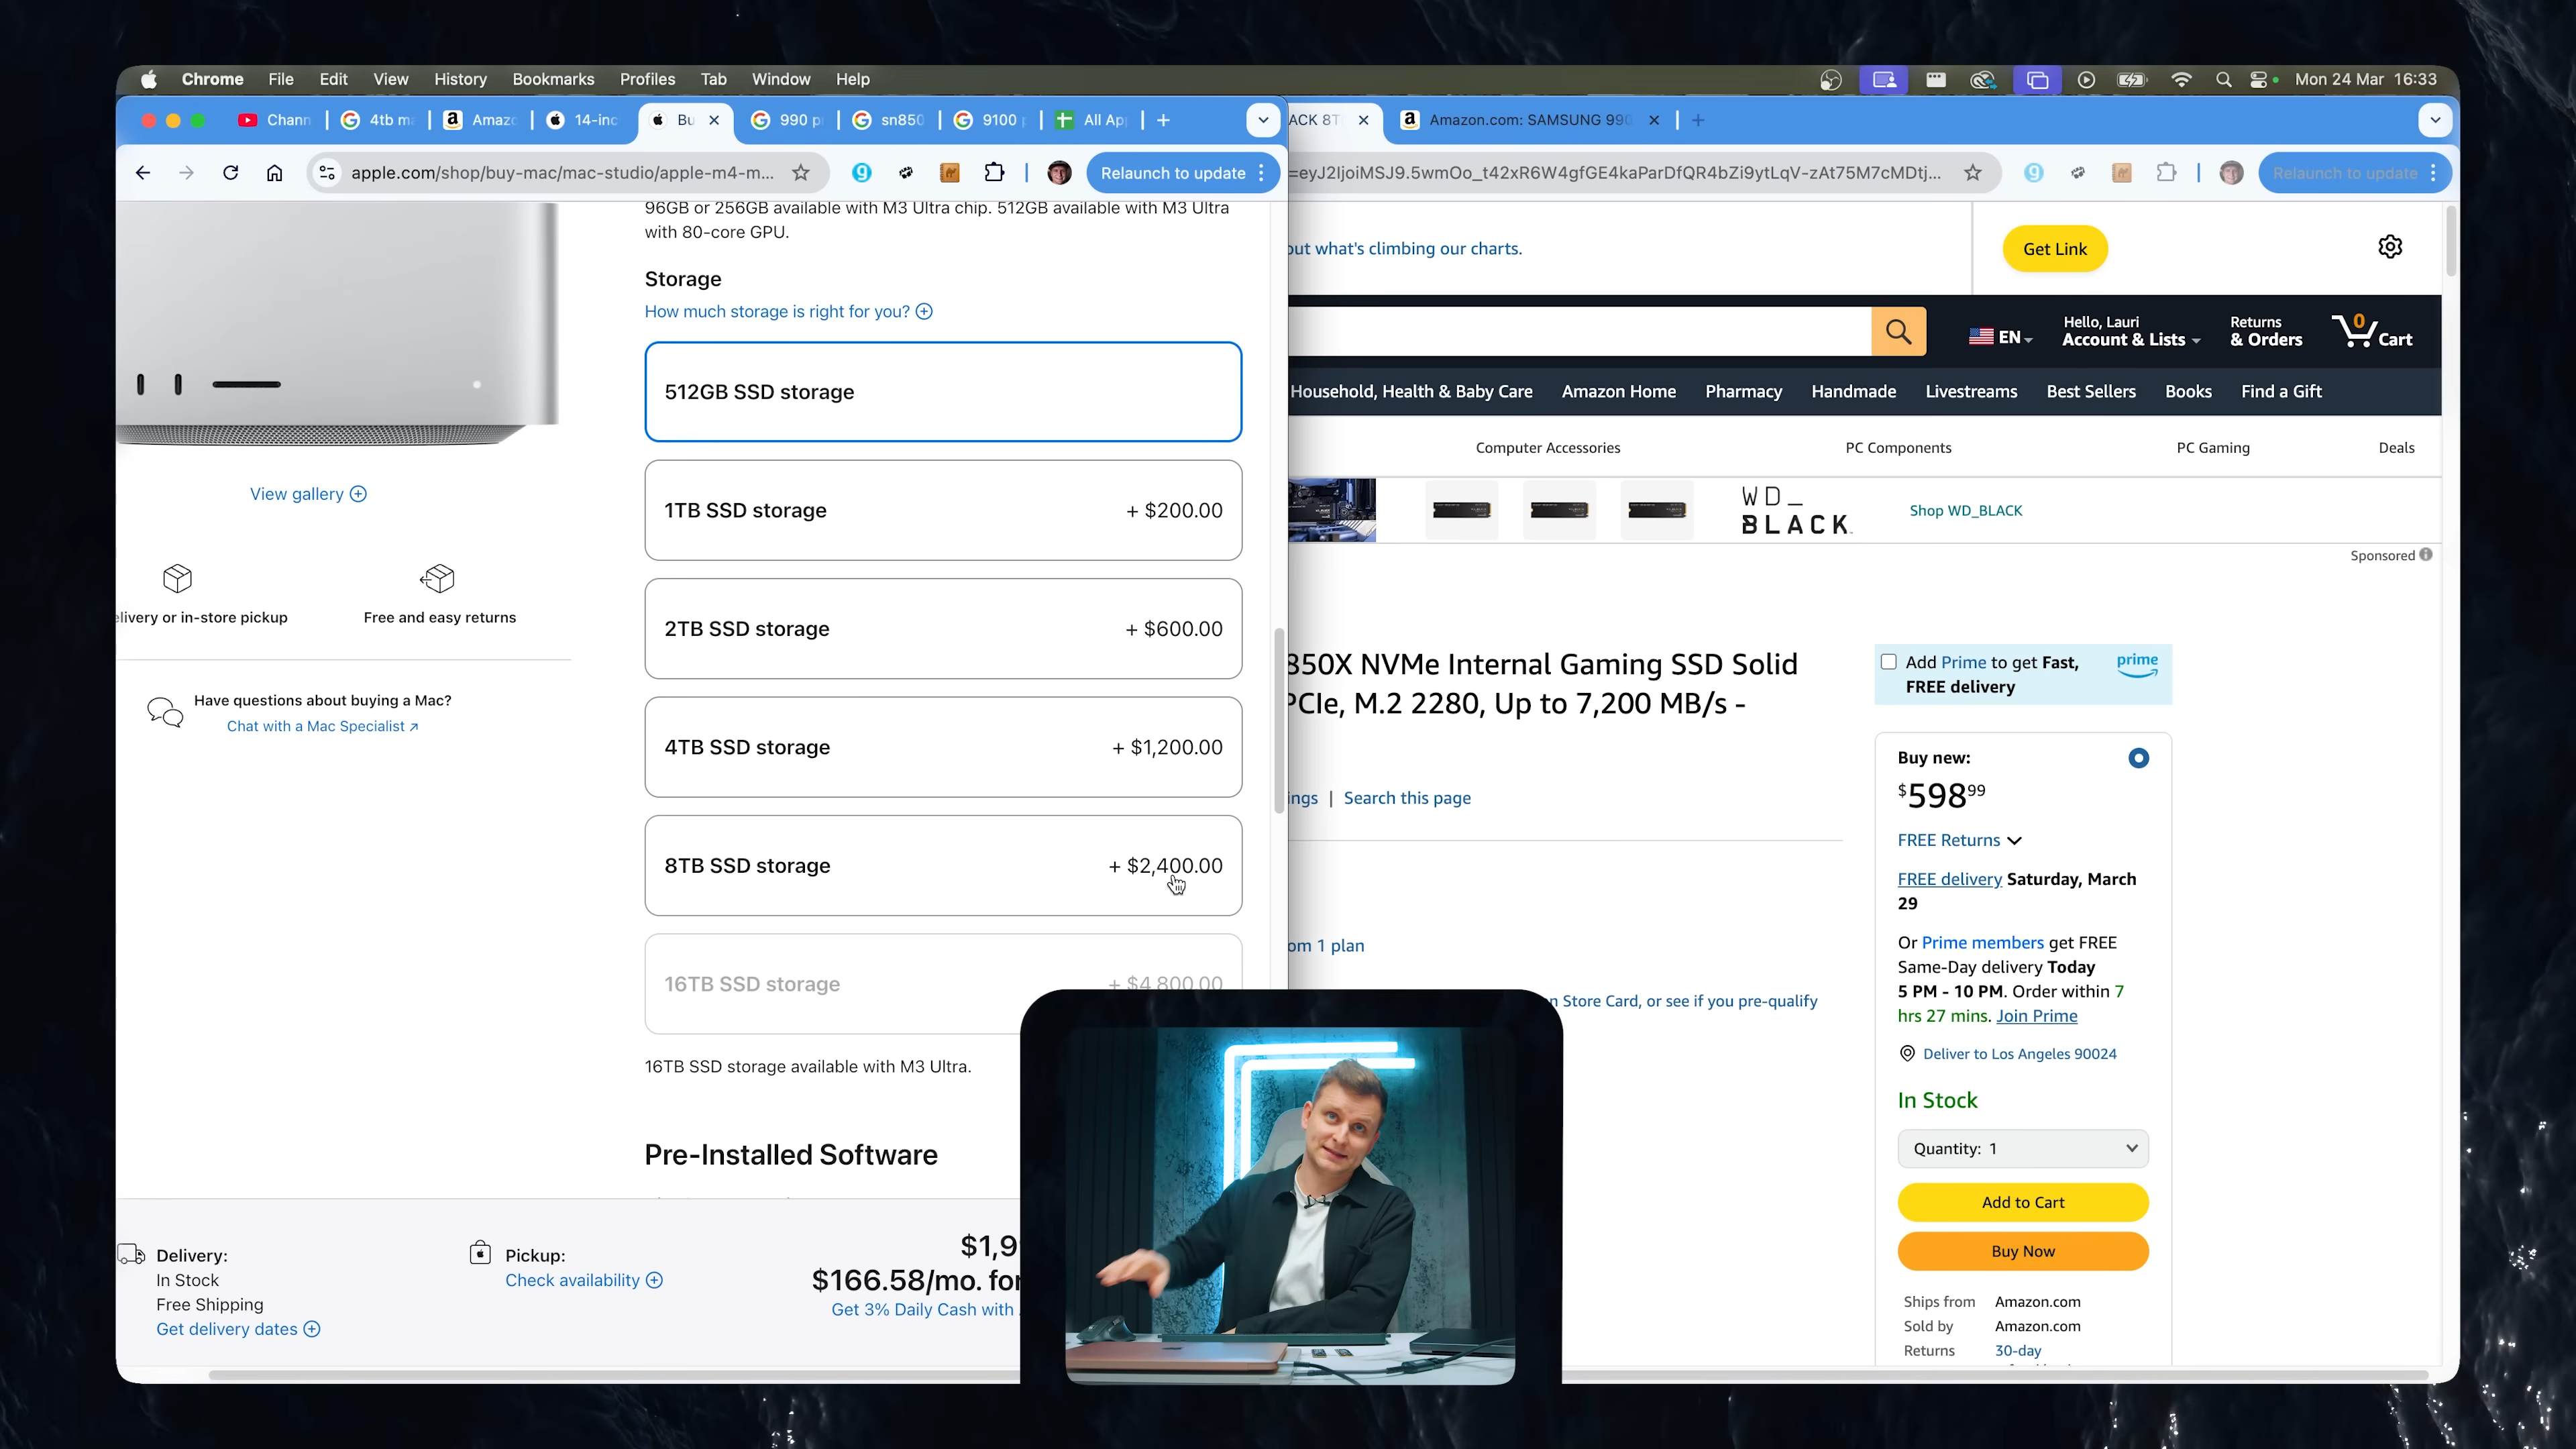 Chrome File Edit View History Bookmarks Profiles Tab Window Help
Mon 24 Mar 16:33
Chann
4tb m
Amazo
14-inc
Bu
990 p
sn850
9100
All Ap
ACK 8T
Amazon.com: SAMSUNG 990
apple.com/shop/buy-mac/mac-studio/apple-m4-m...
Relaunch to update
=eyJ2IjoiMSJ9.5wmOo_t42xR6W4gfGE4kaParDfQR4bZi9ytLqV-zAt75M7cMDtj...
Relaunch to update
96GB or 256GB available with M3 Ultra chip. 512GB available with M3 Ultra
with 80-core GPU.
Storage
How much storage is right for you?
512GB SSD storage
1TB SSD storage + $200.00
2TB SSD storage + $600.00
4TB SSD storage + $1,200.00
8TB SSD storage + $2,400.00
16TB SSD storage + $4,800.00
16TB SSD storage available with M3 Ultra.
Pre-Installed Software
View gallery
elivery or in-store pickup
Free and easy returns
Have questions about buying a Mac?
Chat with a Mac Specialist
Delivery:
In Stock
Free Shipping
Get delivery dates
Pickup:
Check availability
$1,9
$166.58/mo. for
Get 3% Daily Cash with
out what's climbing our charts.
Get Link
EN
Hello, Lauri
Account & Lists
Returns
& Orders
0
Cart
Household, Health & Baby Care Amazon Home Pharmacy Handmade Livestreams Best Sellers Books Find a Gift
Computer Accessories PC Components PC Gaming Deals
WD_
BLACK
Shop WD_BLACK
Sponsored
850X NVMe Internal Gaming SSD Solid
PCIe, M.2 2280, Up to 7,200 MB/s -
ings | Search this page
om 1 plan
n Store Card, or see if you pre-qualify
Add Prime to get Fast,
FREE delivery
prime
Buy new:
$598.99
FREE Returns
FREE delivery Saturday, March
29
Or Prime members get FREE
Same-Day delivery Today
5 PM - 10 PM. Order within 7
hrs 27 mins. Join Prime
Deliver to Los Angeles 90024
In Stock
Quantity: 1
Add to Cart
Buy Now
Ships from Amazon.com
Sold by Amazon.com
Returns 30-day